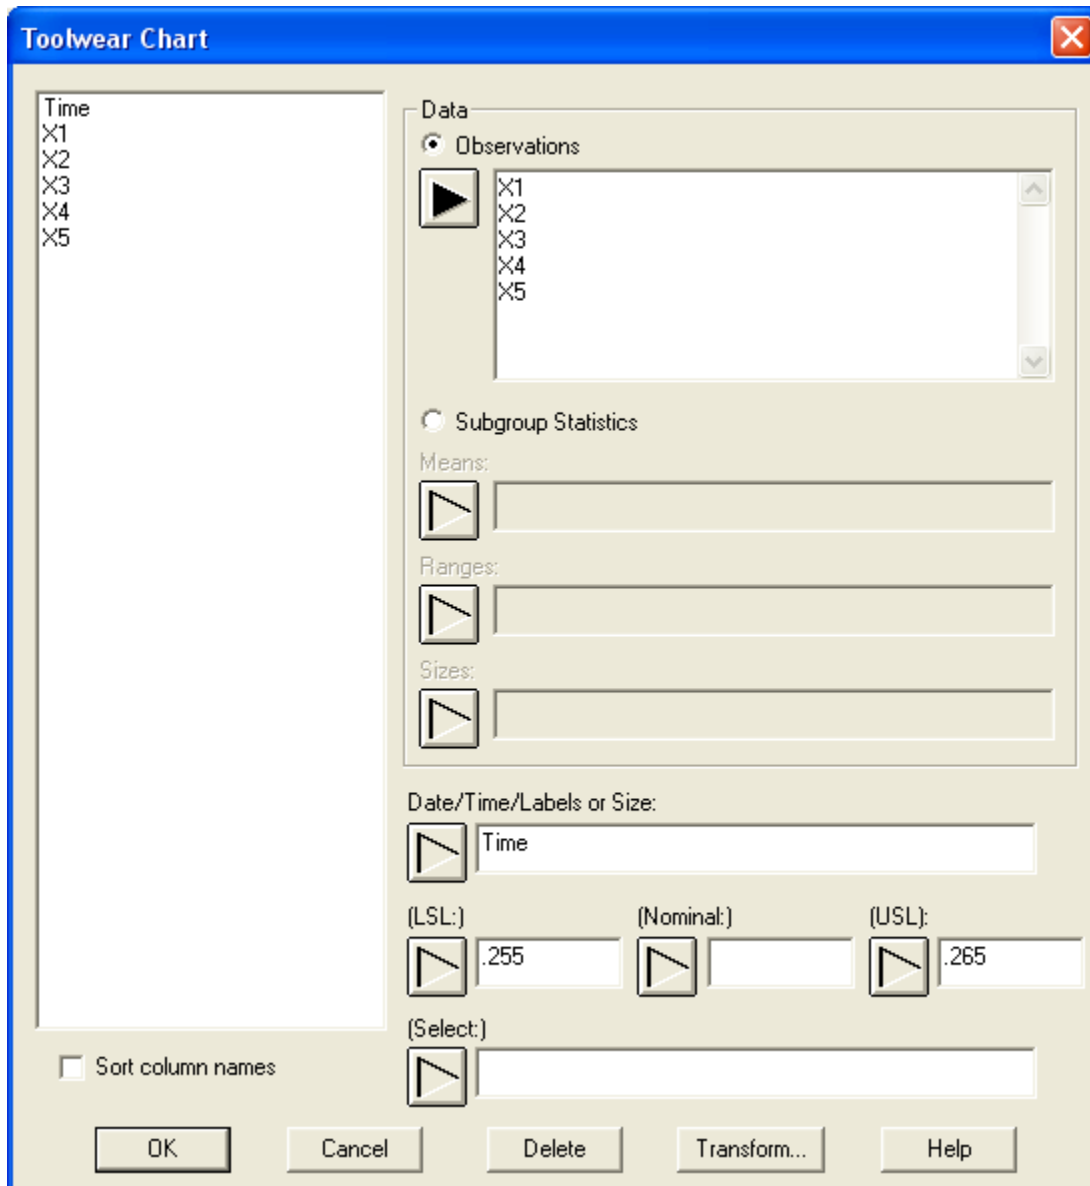 Toolwear Chart
Time
X1
X2
X3
X4
X5
Sort column names
Data
Observations
X1
X2
X3
X4
X5
Subgroup Statistics
Means:
Ranges:
Sizes:
Date/Time/Labels or Size:
Time
(LSL:) (Nominal:) (USL):
.255 .265
(Select:)
OK Cancel Delete Transform... Help